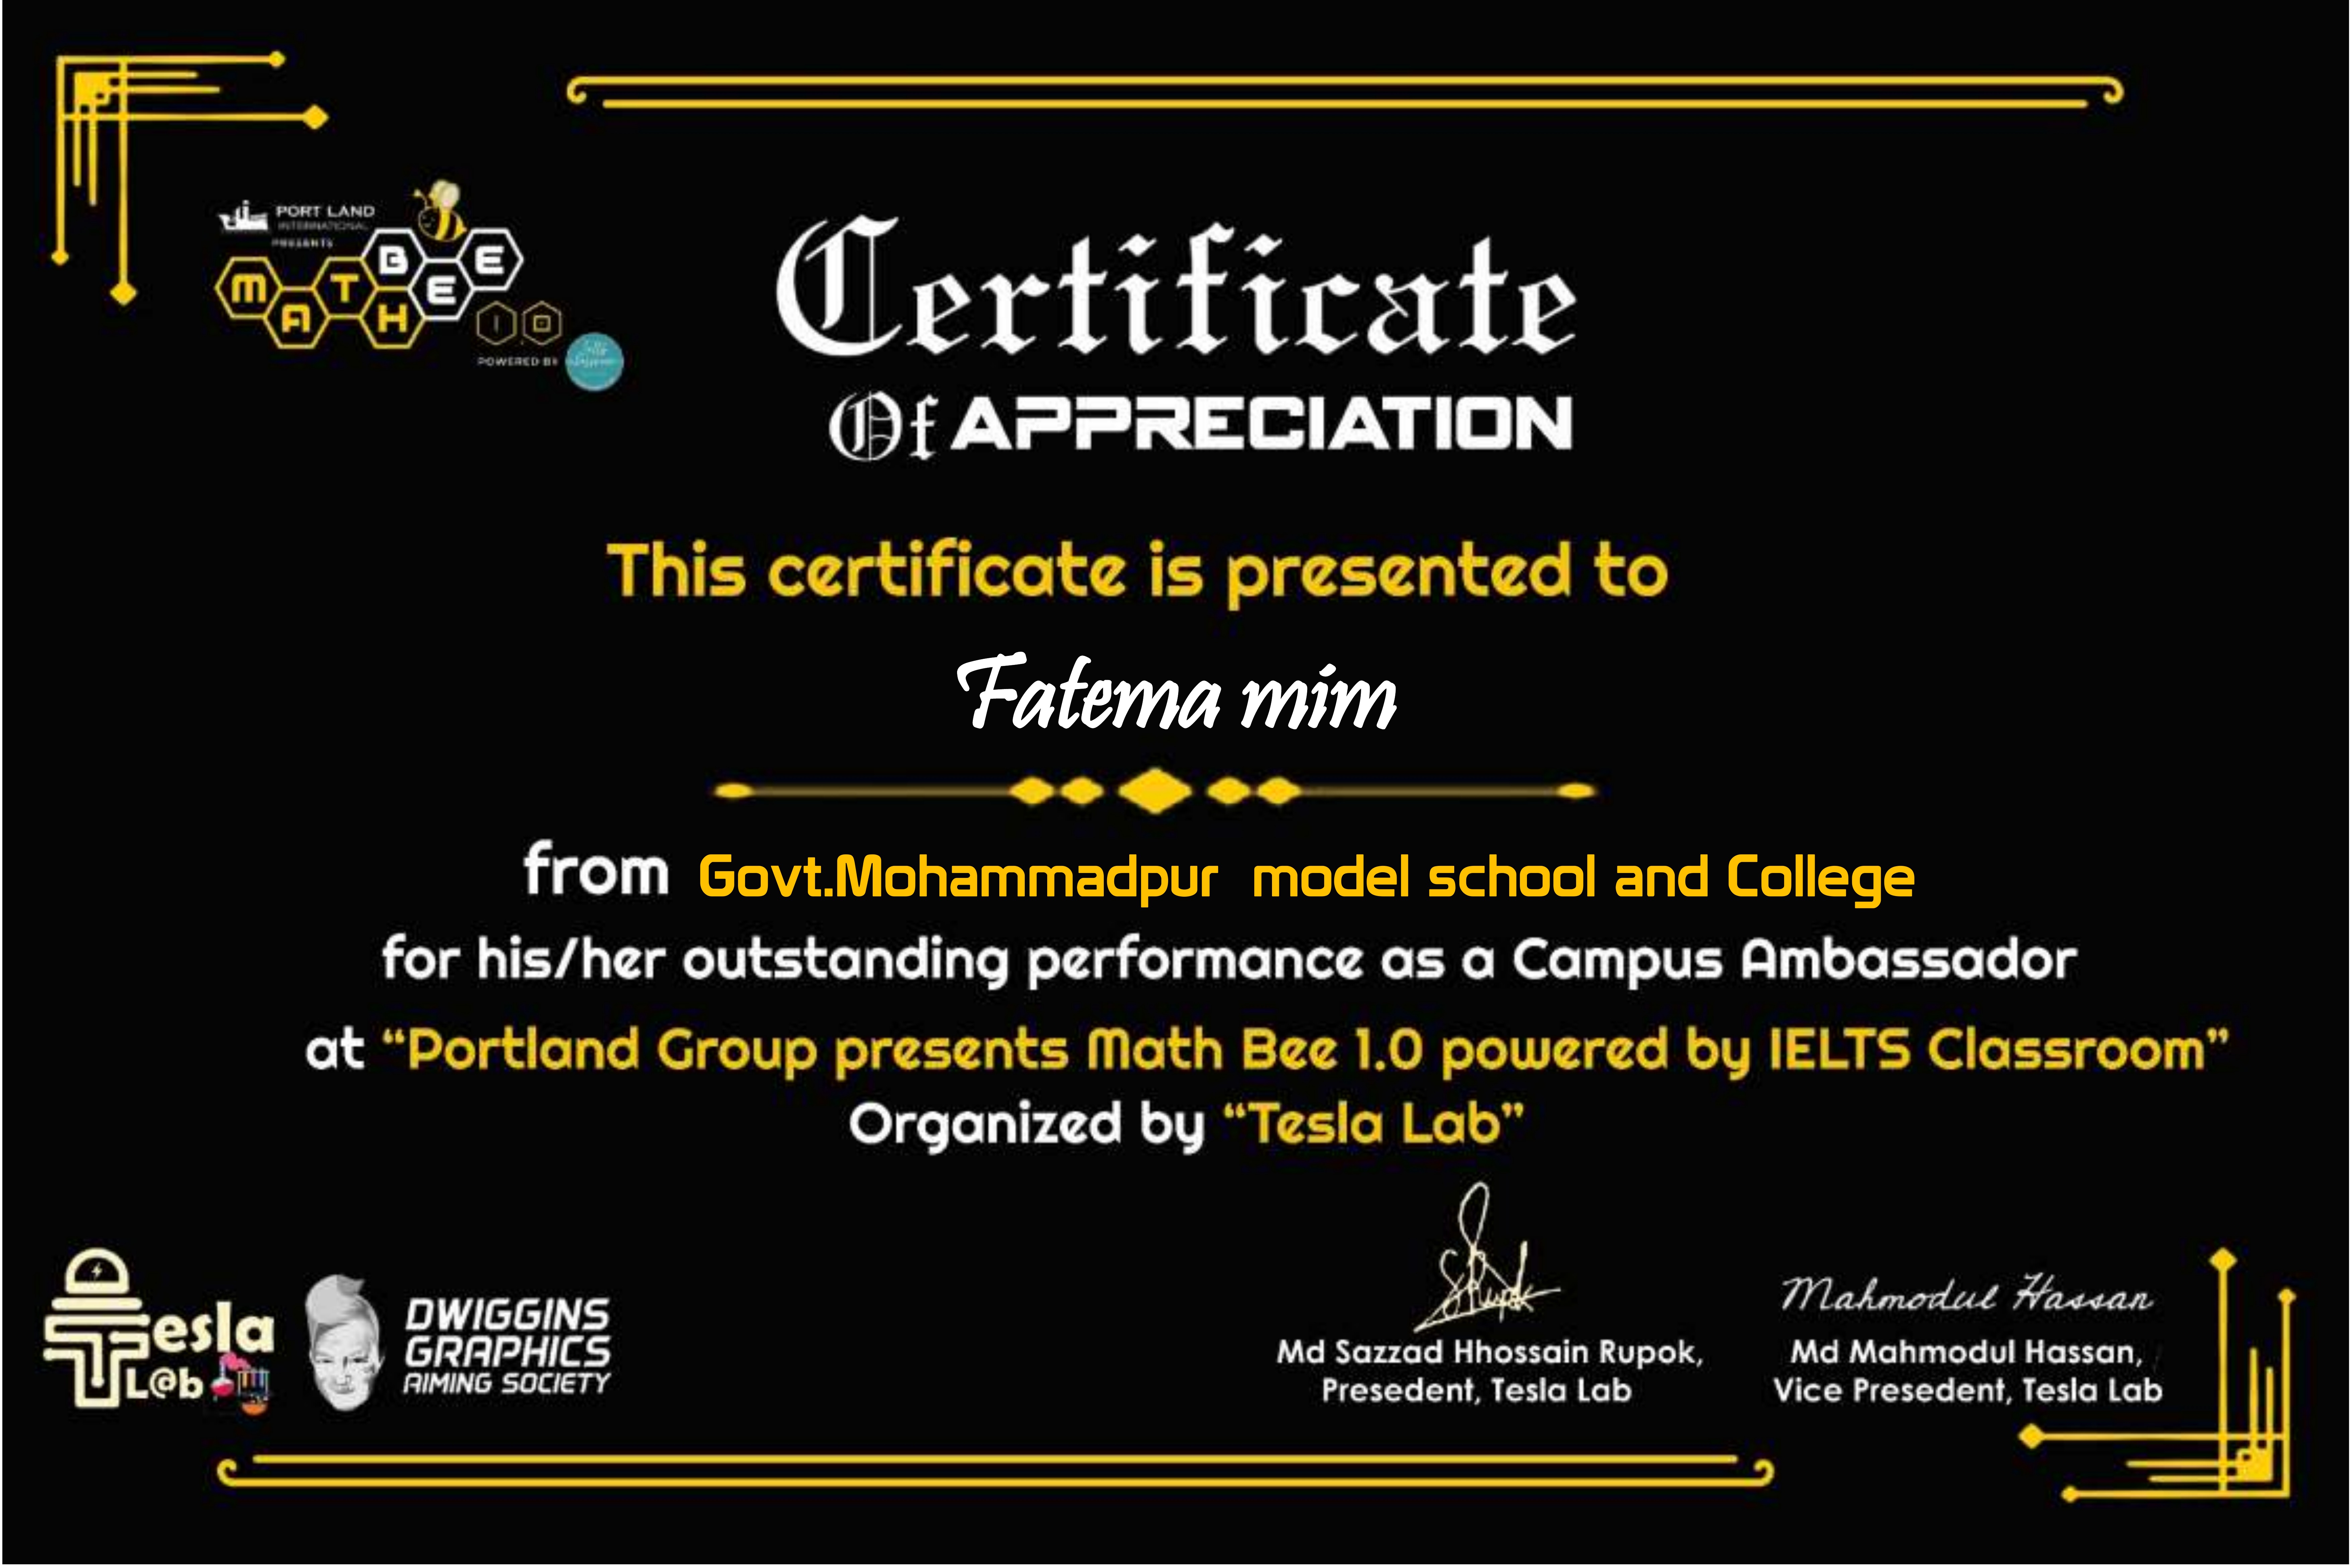 PORT LAND
INTERNATIONAL
PRESENTS
MATH BEE
1.0
POWERED BY
Certificate
Of APPRECIATION
This certificate is presented to
Fatema mim
from Govt.Mohammadpur model school and College
for his/her outstanding performance as a Campus Ambassador
at “Portland Group presents Math Bee 1.0 powered by IELTS Classroom”
Organized by “Tesla Lab”
Tesla
L@b
DWIGGINS
GRAPHICS
AIMING SOCIETY
SRupok
Md Sazzad Hhossain Rupok,
Presedent, Tesla Lab
Mahmodul Hassan
Md Mahmodul Hassan,
Vice Presedent, Tesla Lab